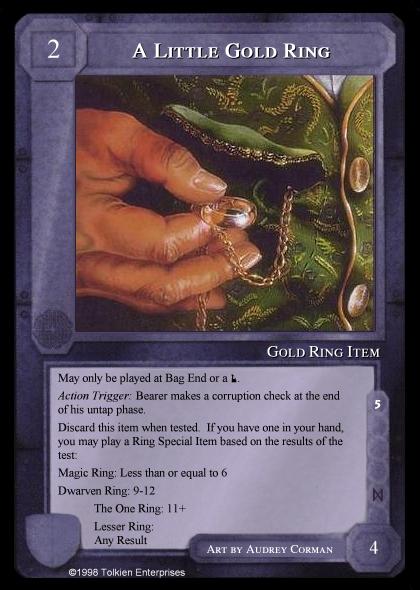 2
A LITTLE GOLD RING
GOLD RING ITEM
May only be played at Bag End or a .
Action Trigger: Bearer makes a corruption check at the end
of his untap phase.
Discard this item when tested. If you have one in your hand,
you may play a Ring Special Item based on the results of the
test:
Magic Ring: Less than or equal to 6
Dwarven Ring: 9-12
The One Ring: 11+
Lesser Ring:
Any Result
5
ART BY AUDREY CORMAN
4
©1998 Tolkien Enterprises